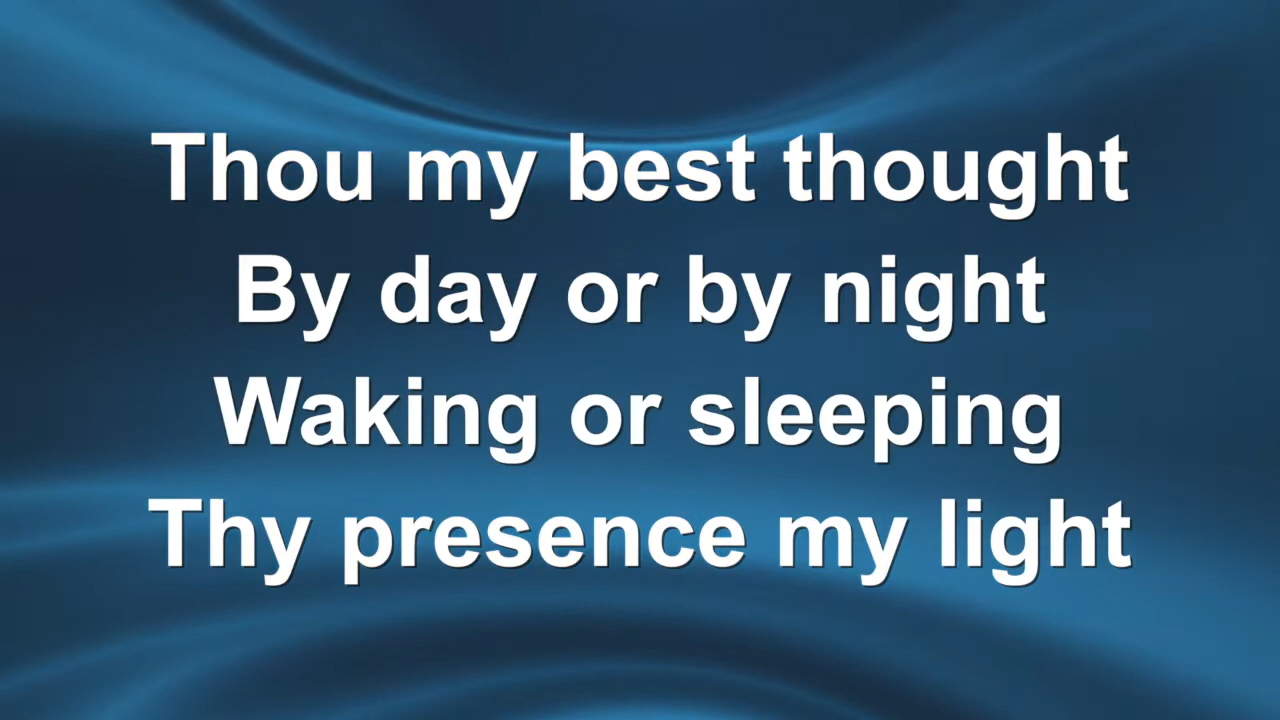 Thou my best thought
By day or by night
Waking or sleeping
Thy presence my light